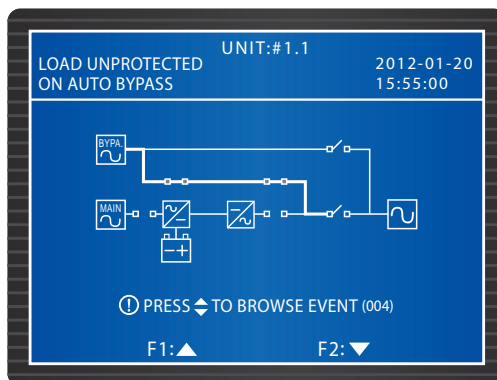 UNIT:#1.1
LOAD UNPROTECTED
ON AUTO BYPASS
2012-01-20
15:55:00
BYPA.
MAIN
PRESS TO BROWSE EVENT (004)
F1:
F2: